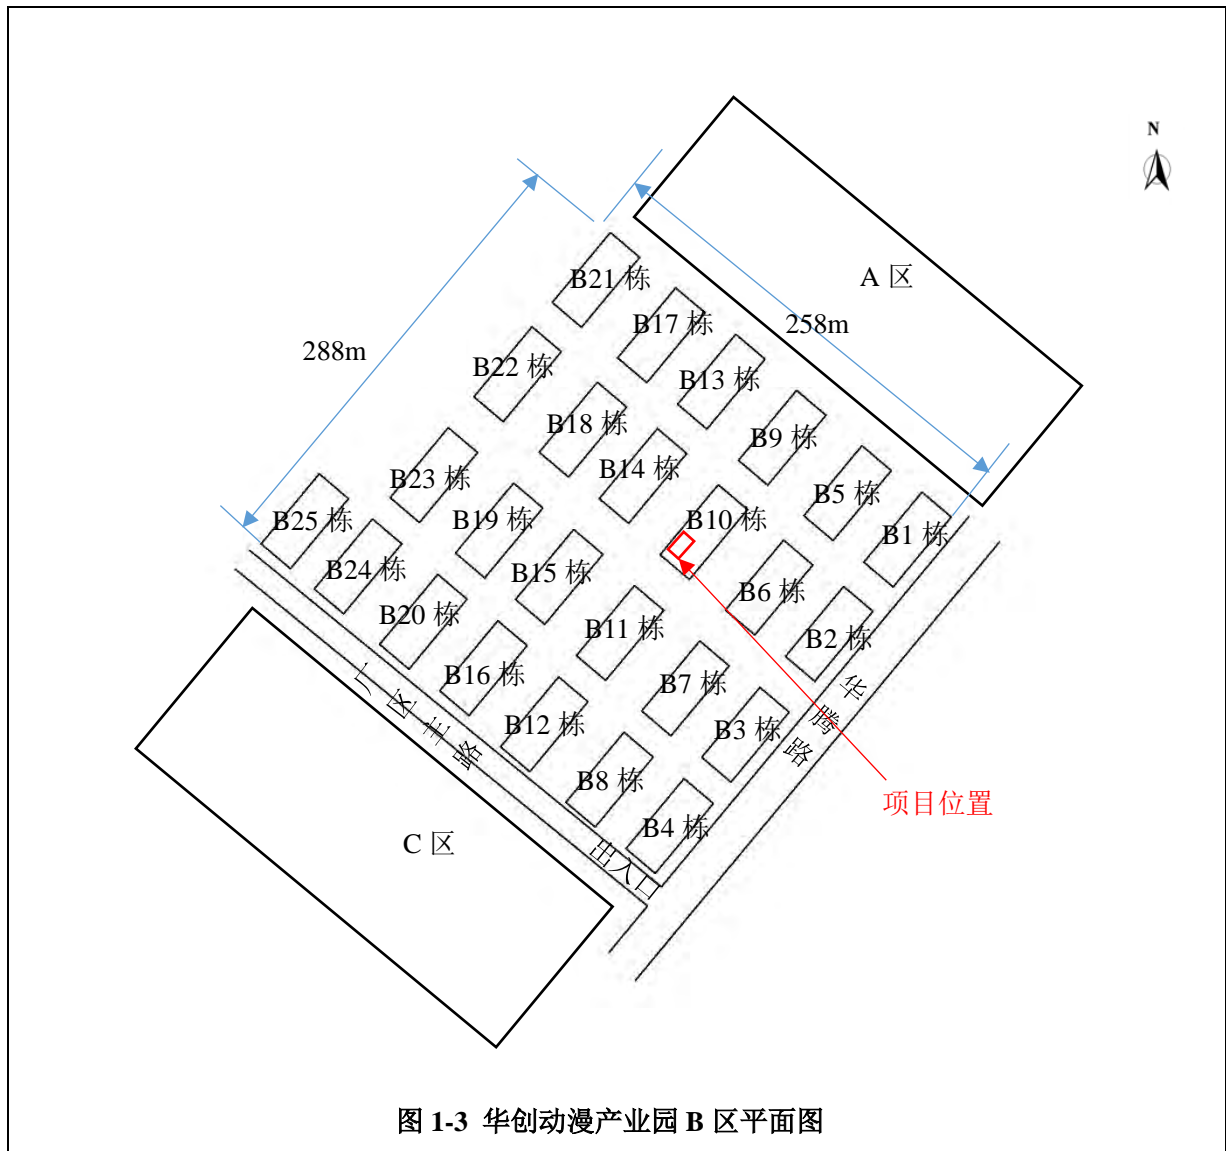 N
A 区
258m
288m
B21 栋
B17 栋
B13 栋
B22 栋
B9 栋
B18 栋
B14 栋
B5 栋
B23 栋
B10 栋
B1 栋
B25 栋
B19 栋
B24 栋
B15 栋
B6 栋
B20 栋
B11 栋
B2 栋
B16 栋
B7 栋
B12 栋
B3 栋
B8 栋
B4 栋
华腾路
广区主路
出入口
项目位置
C 区
图 1-3 华创动漫产业园 B 区平面图